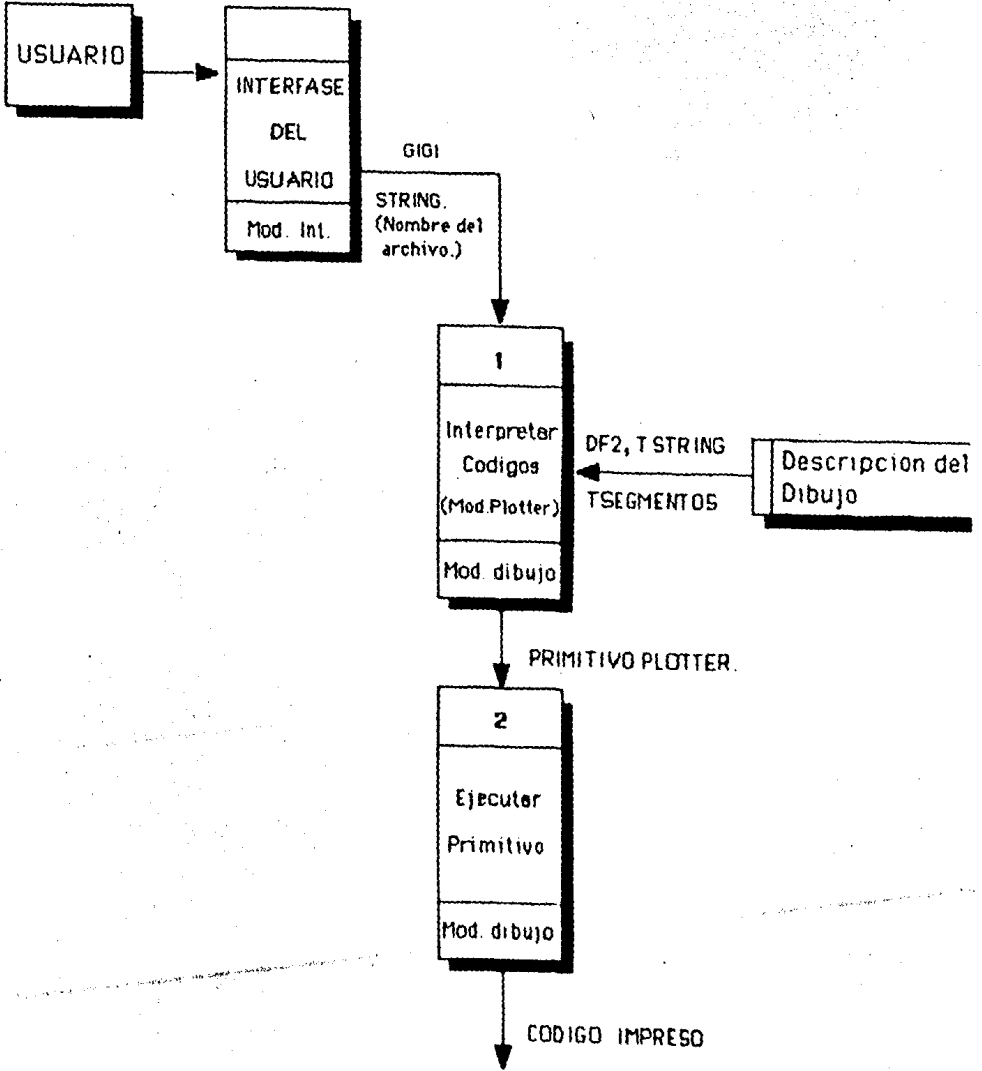 USUARIO
INTERFASE
DEL
USUARIO
Mod. Int.
GIGI
STRING.
(Nombre del
archivo.)
1
Interpretar
Codigos
(Mod.Plotter)
Mod. dibujo
DF2, T STRING
TSEGMENTOS
Descripcion del
Dibujo
PRIMITIVO PLOTTER.
2
Ejecutar
Primitivo
Mod. dibujo
CODIGO IMPRESO